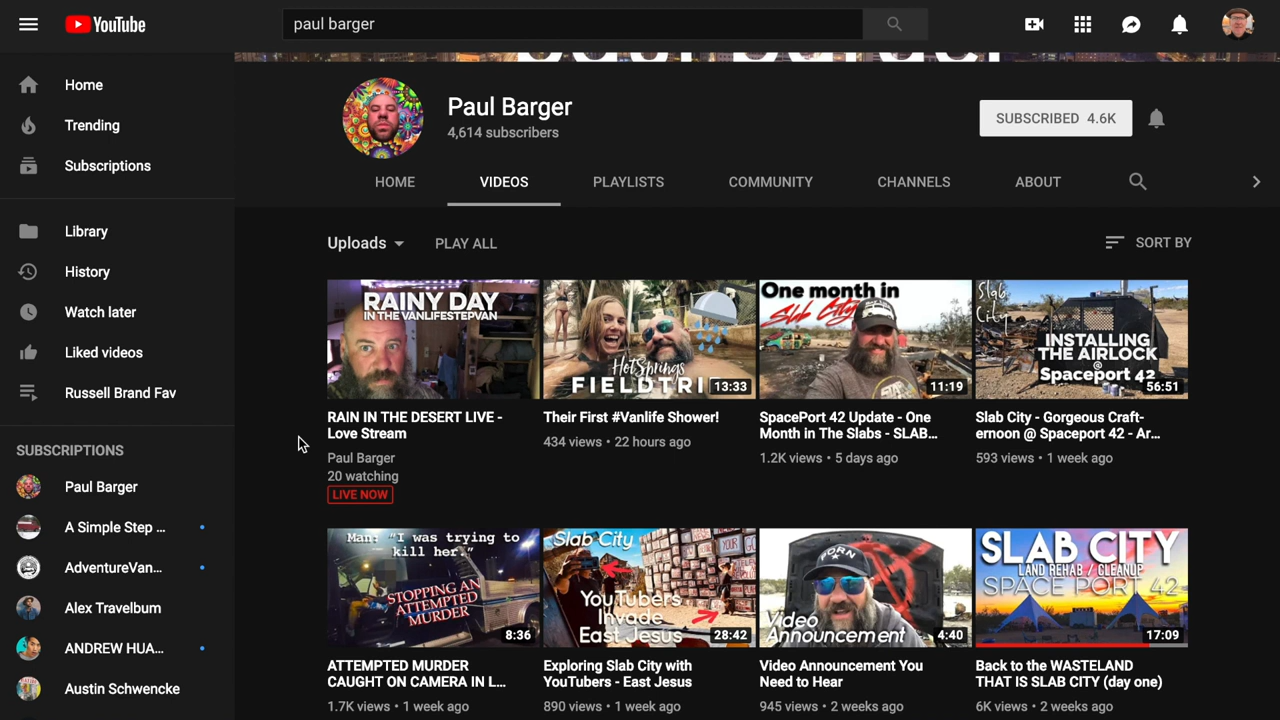 YouTube
paul barger
Home
Trending
Subscriptions
Library
History
Watch later
Liked videos
Russell Brand Fav
SUBSCRIPTIONS
Paul Barger
A Simple Step ...
AdventureVan...
Alex Travelbum
ANDREW HUA...
Austin Schwencke
Paul Barger
4,614 subscribers
SUBSCRIBED 4.6K
HOME
VIDEOS
PLAYLISTS
COMMUNITY
CHANNELS
ABOUT
Uploads
PLAY ALL
SORT BY
RAINY DAY
IN THE VANLIFESTEPVAN
RAIN IN THE DESERT LIVE -
Love Stream
Paul Barger
20 watching
LIVE NOW
HotSprings
FIELDTRI
13:33
Their First #Vanlife Shower!
434 views • 22 hours ago
One month in
Slab City
11:19
SpacePort 42 Update - One
Month in The Slabs - SLAB...
1.2K views • 5 days ago
Slab
City
INSTALLING
THE AIRLOCK
@
Spaceport 42
56:51
Slab City - Gorgeous Craft-
ernoon @ Spaceport 42 - Ar...
593 views • 1 week ago
Man: "I was trying to
kill her."
STOPPING AN
ATTEMPTED
MURDER
8:36
ATTEMPTED MURDER
CAUGHT ON CAMERA IN L...
1.7K views • 1 week ago
Slab City
YouTubers
Invade
East Jesus
28:42
Exploring Slab City with
YouTubers - East Jesus
890 views • 1 week ago
Video
Announcement
4:40
Video Announcement You
Need to Hear
945 views • 2 weeks ago
SLAB CITY
LAND REHAB / CLEANUP
SPACE PORT 42
17:09
Back to the WASTELAND
THAT IS SLAB CITY (day one)
6K views • 2 weeks ago